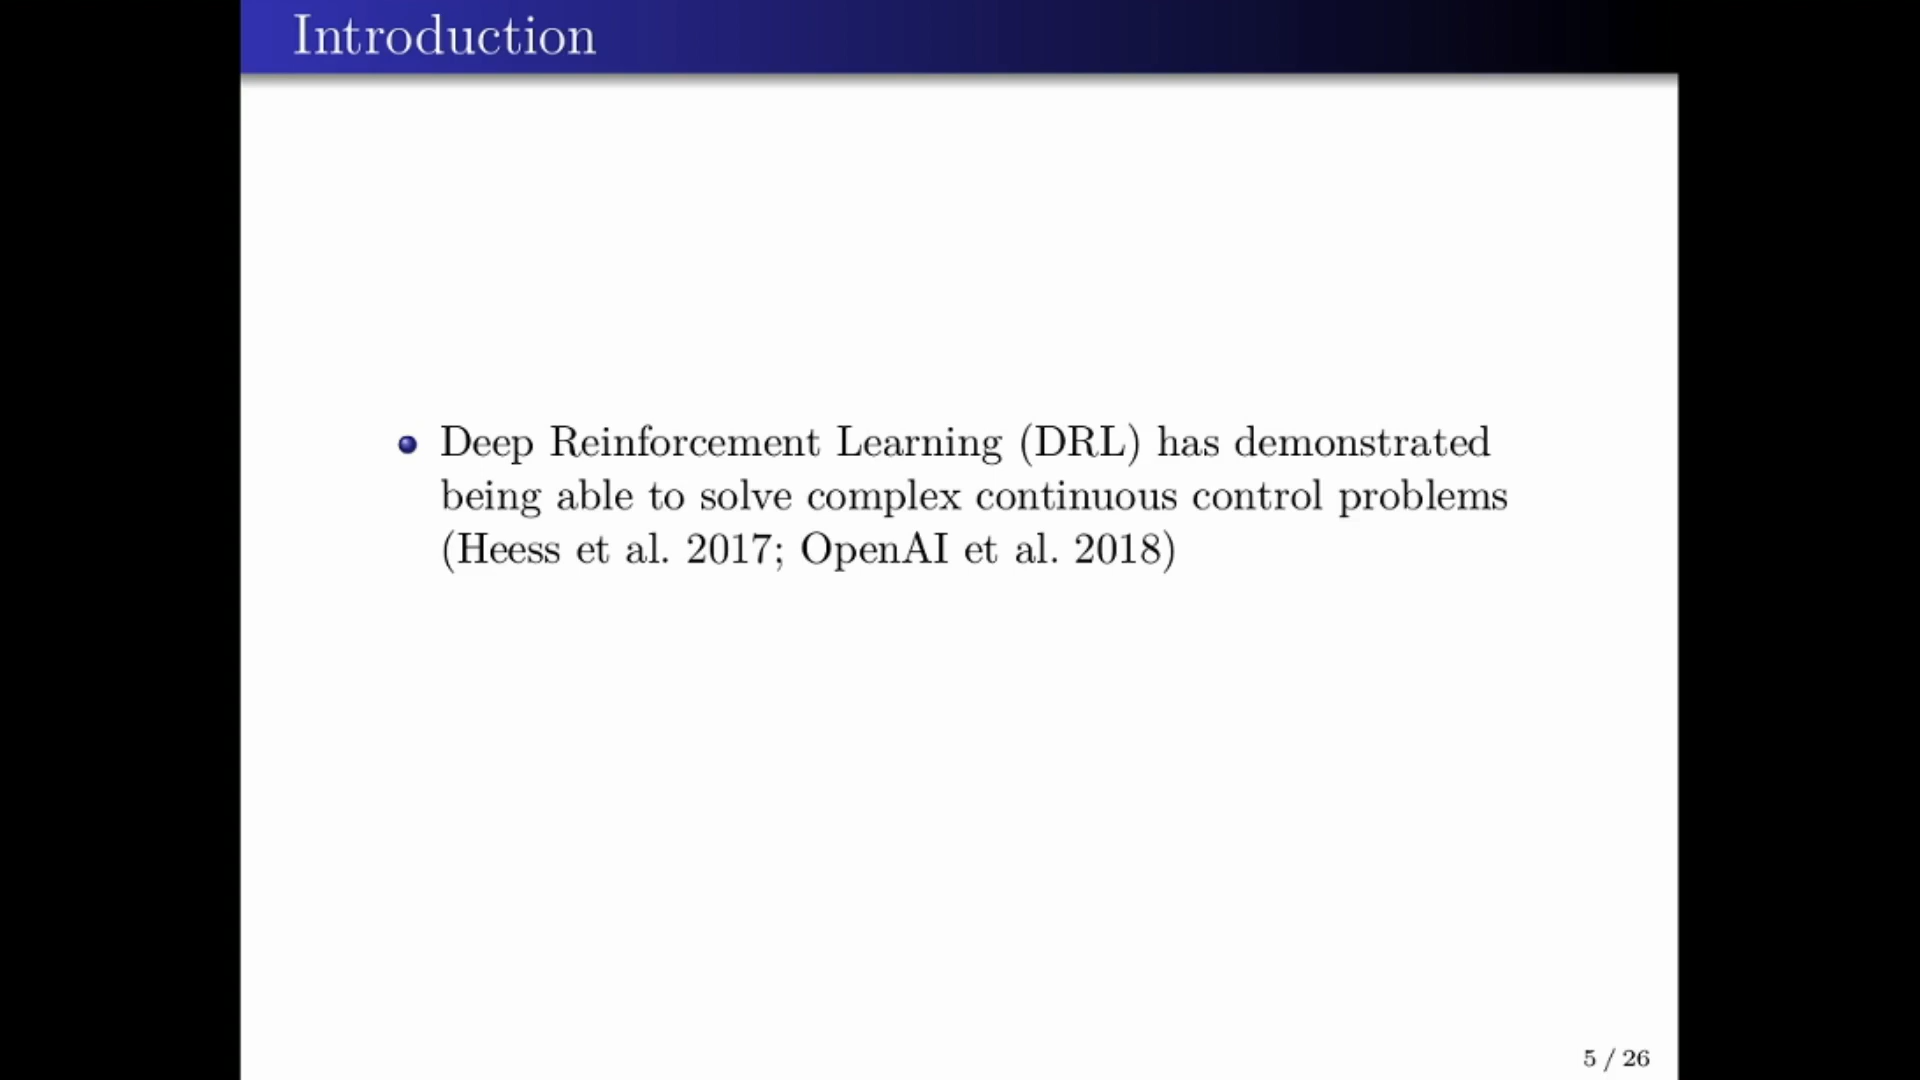 Introduction
Deep Reinforcement Learning (DRL) has demonstrated
being able to solve complex continuous control problems
(Heess et al. 2017; OpenAI et al. 2018)
5 / 26